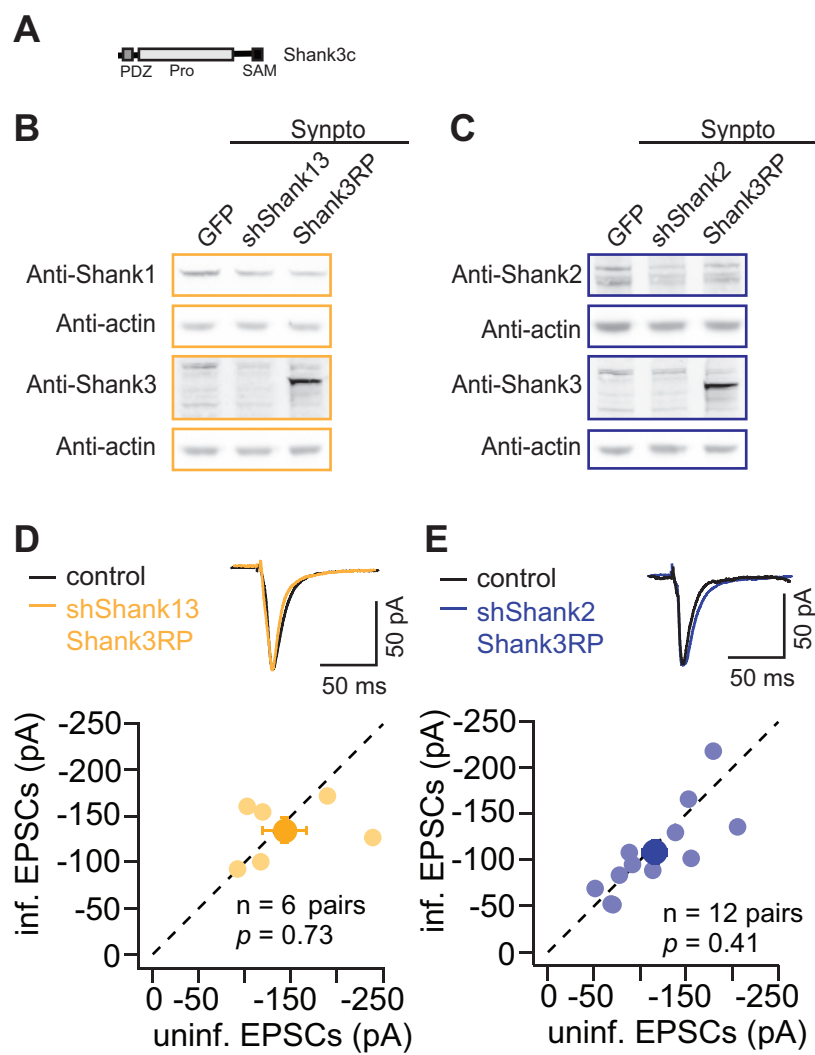 A
Shank3c
PDZ Pro SAM
B
Synpto
GFP shShank13 Shank3RP
Anti-Shank1
Anti-actin
Anti-Shank3
Anti-actin
C
Synpto
GFP shShank2 Shank3RP
Anti-Shank2
Anti-actin
Anti-Shank3
Anti-actin
D
control
shShank13
Shank3RP
50 pA
50 ms
inf. EPSCs (pA)
-250
-200
-150
-100
-50
0
n = 6 pairs
p = 0.73
0 -50 -150 -250
uninf. EPSCs (pA)
E
control
shShank2
Shank3RP
50 pA
50 ms
inf. EPSCs (pA)
-250
-200
-150
-100
-50
0
n = 12 pairs
p = 0.41
0 -50 -150 -250
uninf. EPSCs (pA)